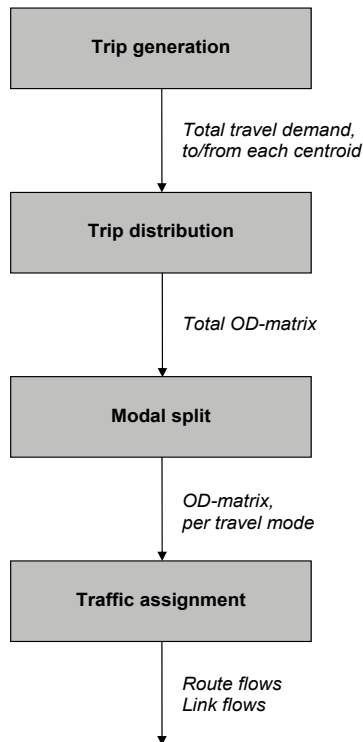 Trip generation
Total travel demand,
to/from each centroid
Trip distribution
Total OD-matrix
Modal split
OD-matrix,
per travel mode
Traffic assignment
Route flows
Link flows